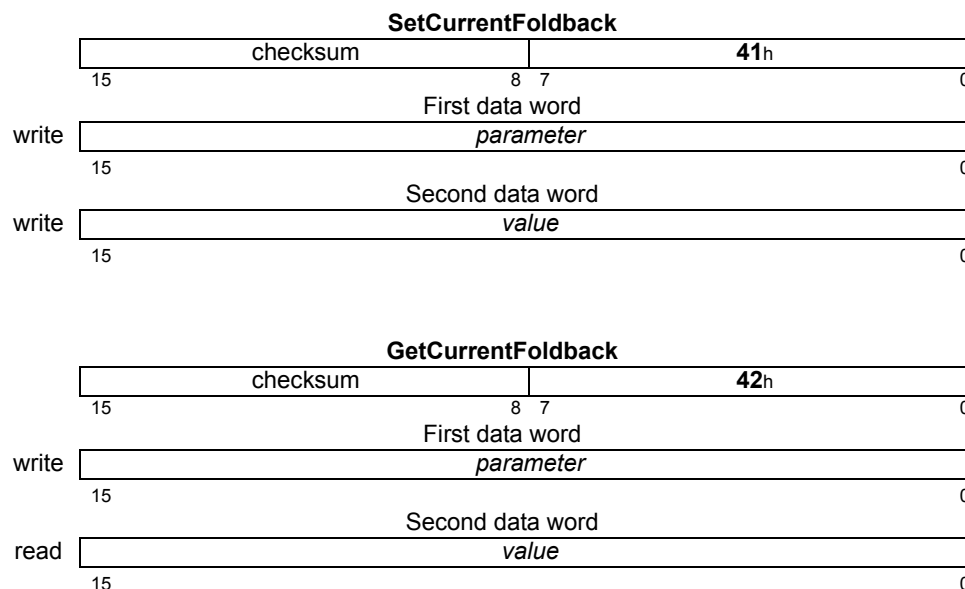 SetCurrentFoldback
checksum 41h
15 8 7 0
First data word
write parameter
15 0
Second data word
write value
15 0
GetCurrentFoldback
checksum 42h
15 8 7 0
First data word
write parameter
15 0
Second data word
read value
15 0